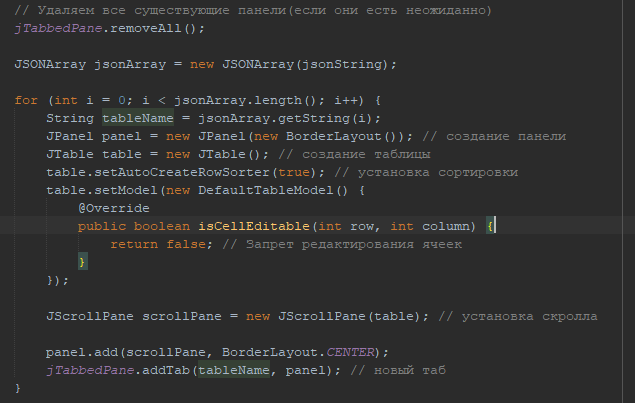 // Удаляем все существующие панели(если они есть неожиданно)
jTabbedPane.removeAll();
JSONArray jsonArray = new JSONArray(jsonString);
for (int i = 0; i < jsonArray.length(); i++) {
String tableName = jsonArray.getString(i);
JPanel panel = new JPanel(new BorderLayout()); // создание панели
JTable table = new JTable(); // создание таблицы
table.setAutoCreateRowSorter(true); // установка сортировки
table.setModel(new DefaultTableModel() {
@Override
public boolean isCellEditable(int row, int column) {
return false; // Запрет редактирования ячеек
}
});
JScrollPane scrollPane = new JScrollPane(table); // установка скролла
panel.add(scrollPane, BorderLayout.CENTER);
jTabbedPane.addTab(tableName, panel); // новый таб
}